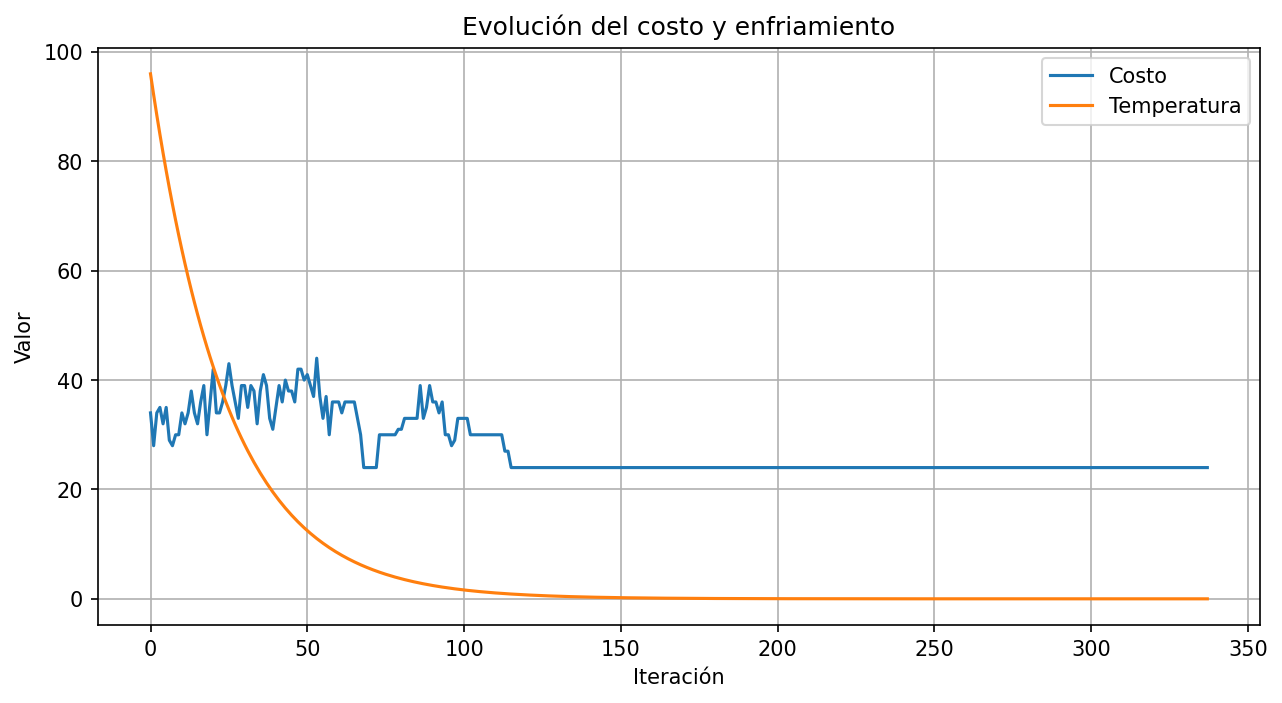 Evolución del costo y enfriamiento
Costo
Temperatura
Valor
100
80
60
40
20
0
0 50 100 150 200 250 300 350
Iteración